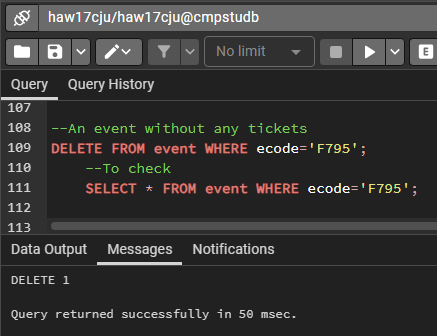 haw17cju/haw17cju@cmpstudb
No limit
E
Query Query History
107
108 --An event without any tickets
109 DELETE FROM event WHERE ecode='F795';
110 --To check
111 SELECT * FROM event WHERE ecode='F795';
112
113
Data Output Messages Notifications
DELETE 1
Query returned successfully in 50 msec.